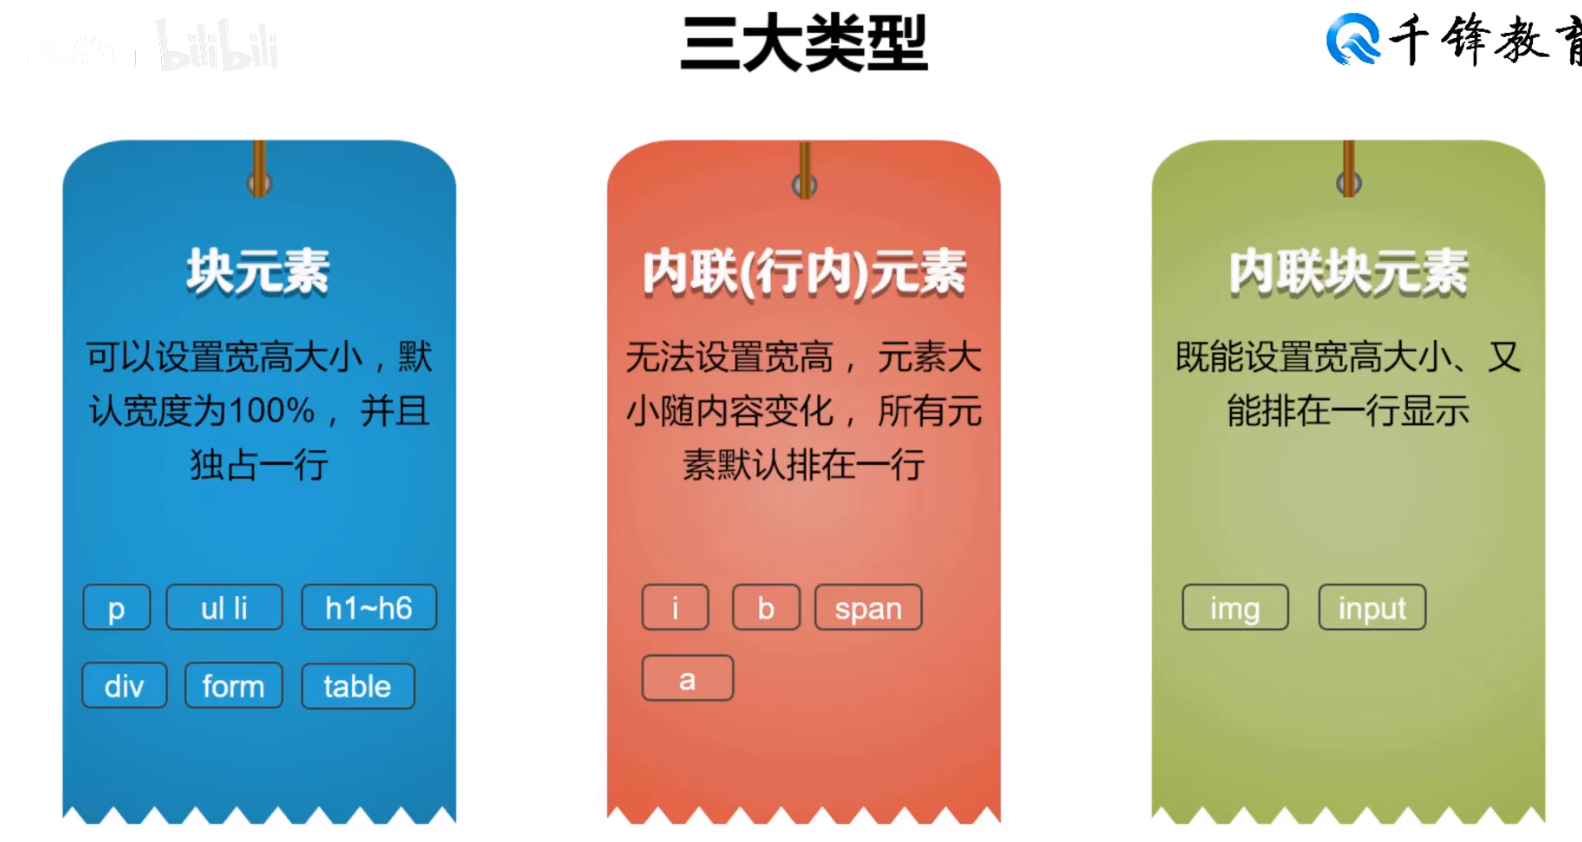 bilibili
三大类型
千锋教育
块元素
可以设置宽高大小，默
认宽度为100%， 并且
独占一行
p
ul li
h1~h6
div
form
table
内联(行内)元素
无法设置宽高， 元素大
小随内容变化， 所有元
素默认排在一行
i
b
span
a
内联块元素
既能设置宽高大小、又
能排在一行显示
img
input